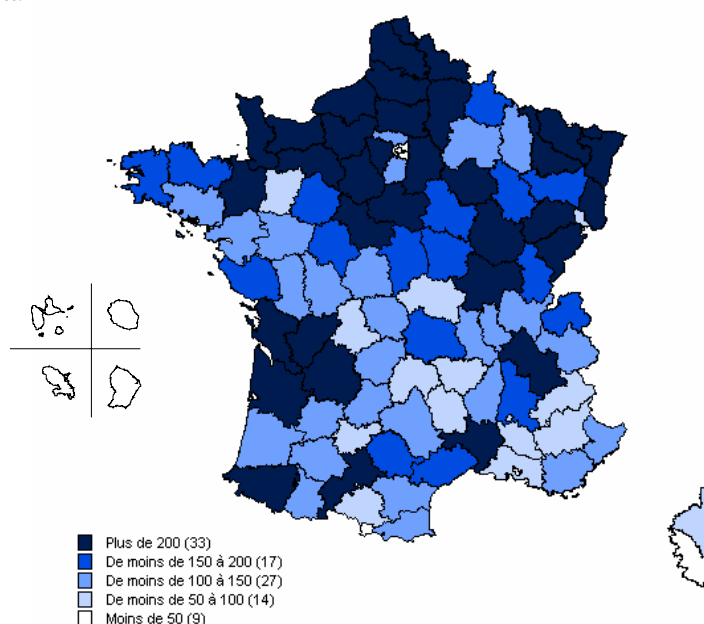 Plus de 200 (33)
De moins de 150 à 200 (17)
De moins de 100 à 150 (27)
De moins de 50 à 100 (14)
Moins de 50 (9)